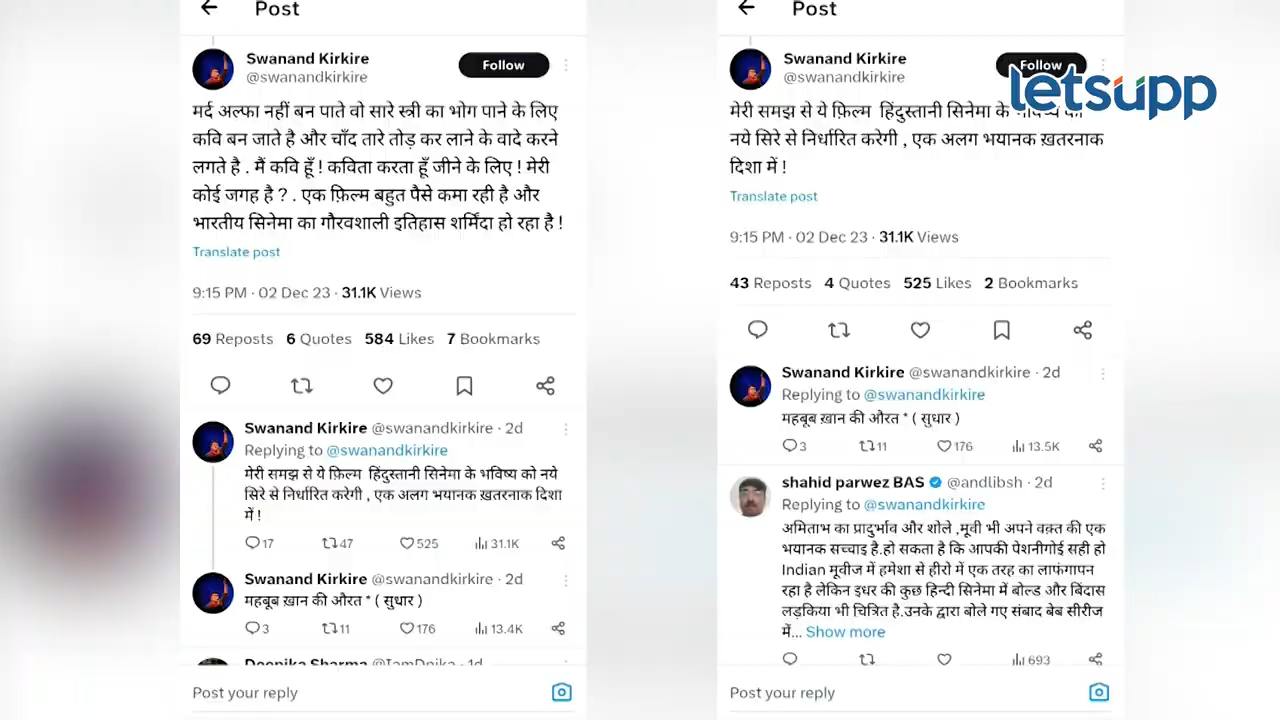 Post
Swanand Kirkire
@swanandkirkire
Follow
मर्द अल्फा नहीं बन पाते वो सारे स्त्री का भोग पाने के लिए
कवि बन जाते है और चाँद तारे तोड़ कर लाने के वादे करने
लगते है . मैं कवि हूँ ! कविता करता हूँ जीने के लिए ! मेरी
कोई जगह है ? . एक फ़िल्म बहुत पैसे कमा रही है और
भारतीय सिनेमा का गौरवशाली इतिहास शर्मिंदा हो रहा है !
Translate post
9:15 PM · 02 Dec 23 · 31.1K Views
69 Reposts 6 Quotes 584 Likes 7 Bookmarks
Swanand Kirkire @swanandkirkire · 2d
Replying to @swanandkirkire
मेरी समझ से ये फ़िल्म हिंदुस्तानी सिनेमा के भविष्य को नये
सिरे से निर्धारित करेगी , एक अलग भयानक ख़तरनाक दिशा
में !
17 47 525 31.1K
Swanand Kirkire @swanandkirkire · 2d
महबूब ख़ान की औरत * ( सुधार )
3 11 176 13.4K
Deepika Sharma @IamDpika · 1d
Post your reply
Post
Swanand Kirkire
@swanandkirkire
Follow
letsupp
मेरी समझ से ये फ़िल्म हिंदुस्तानी सिनेमा के भविष्य को
नये सिरे से निर्धारित करेगी , एक अलग भयानक ख़तरनाक
दिशा में !
Translate post
9:15 PM · 02 Dec 23 · 31.1K Views
43 Reposts 4 Quotes 525 Likes 2 Bookmarks
Swanand Kirkire @swanandkirkire · 2d
Replying to @swanandkirkire
महबूब ख़ान की औरत * ( सुधार )
3 11 176 13.5K
shahid parwez BAS @andlibsh · 2d
Replying to @swanandkirkire
अमिताभ का प्रादुर्भाव और शोले ,मूवी भी अपने वक़्त की एक
भयानक सच्चाइ है.हो सकता है कि आपकी पेशनीगोई सही हो
Indian मूवीज में हमेशा से हीरो में एक तरह का लाफंगापन
रहा है लेकिन इधर की कुछ हिन्दी सिनेमा में बोल्ड और बिंदास
लड़किया भी चित्रित है.उनके द्वारा बोले गए संबाद बेब सीरीज
में... Show more
693
Post your reply